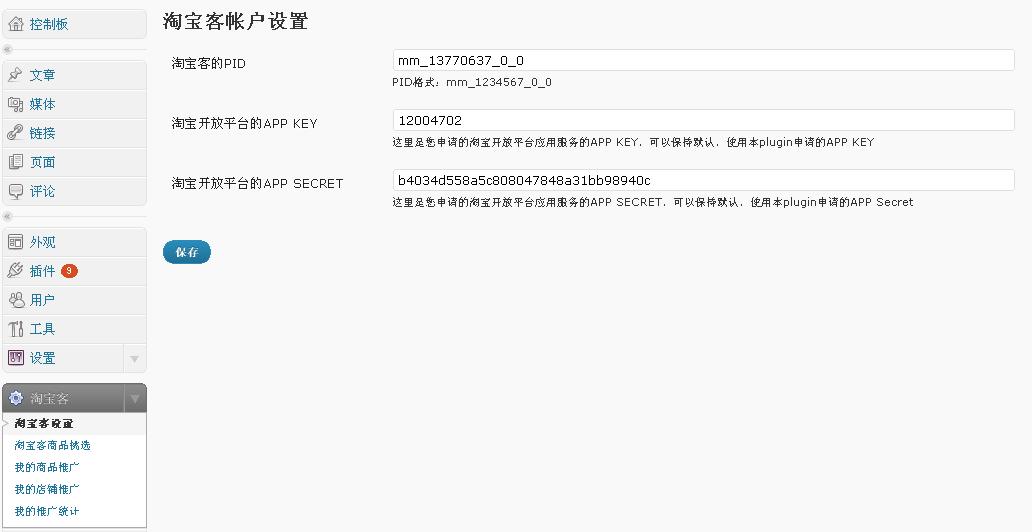 控制板
文章
媒体
链接
页面
评论
外观
插件 9
用户
工具
设置
淘宝客
淘宝客设置
淘宝客商品挑选
我的商品推广
我的店铺推广
我的推广统计
淘宝客帐户设置
淘宝客的PID
mm_13770637_0_0
PID格式：mm_1234567_0_0
淘宝开放平台的APP KEY
12004702
这里是您申请的淘宝开放平台应用服务的APP KEY，可以保持默认，使用本plugin申请的APP KEY
淘宝开放平台的APP SECRET
b4034d558a5c808047848a31bb98940c
这里是您申请的淘宝开放平台应用服务的APP SECRET，可以保持默认，使用本plugin申请的APP Secret
保存